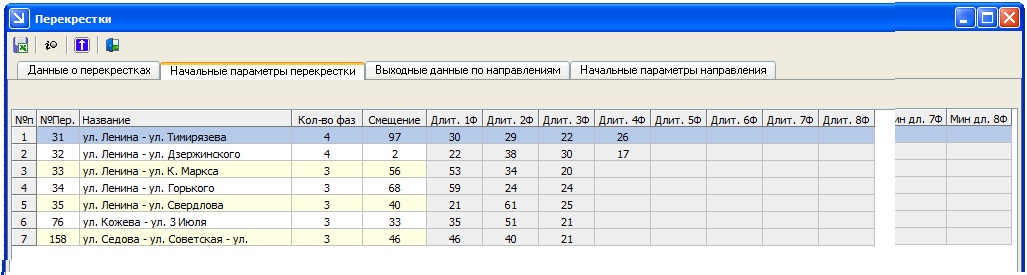 Перекрестки
Данные о перекрестках Начальные параметры перекрестки Выходные данные по направлениям Начальные параметры направления
№п №Пер. Название Кол-во фаз Смещение Длит. 1Ф Длит. 2Ф Длит. 3Ф Длит. 4Ф Длит. 5Ф Длит. 6Ф Длит. 7Ф Длит. 8Ф ин дл. 7Ф Мин дл. 8Ф
1 31 ул. Ленина - ул. Тимирязева 4 97 30 29 22 26
2 32 ул. Ленина - ул. Дзержинского 4 2 22 38 30 17
3 33 ул. Ленина - ул. К. Маркса 3 56 53 34 20
4 34 ул. Ленина - ул. Горького 3 68 59 24 24
5 35 ул. Ленина - ул. Свердлова 3 40 21 61 25
6 76 ул. Кожева - ул. 3 Июля 3 33 35 51 21
7 158 ул. Седова - ул. Советская - ул. 3 46 46 40 21